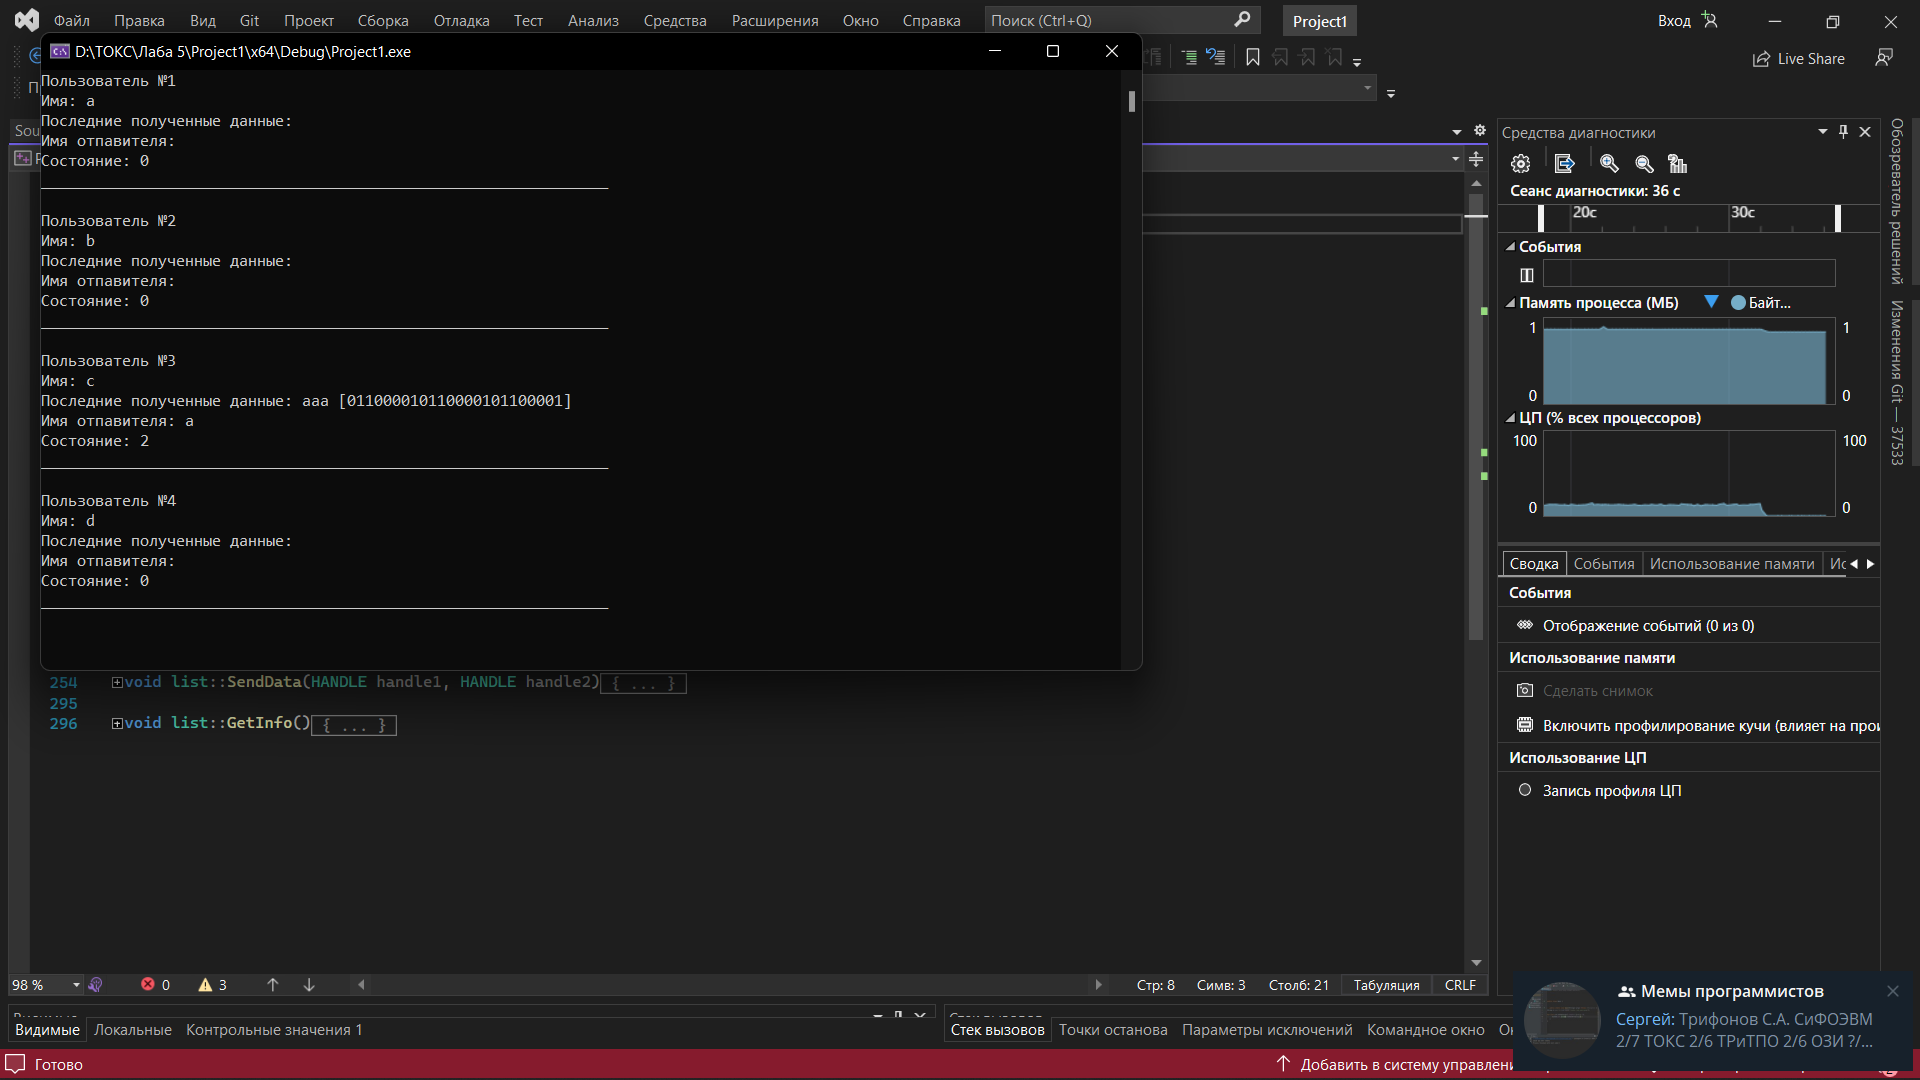 Файл Правка Вид Git Проект Сборка Отладка Тест Анализ Средства Расширения Окно Справка Поиск (Ctrl+Q) Project1 Вход
Live Share
D:\ТОКС\Лаба 5\Project1\x64\Debug\Project1.exe
Пользователь №1
Имя: a
Последние полученные данные:
Имя отпавителя:
Состояние: 0
Пользователь №2
Имя: b
Последние полученные данные:
Имя отпавителя:
Состояние: 0
Пользователь №3
Имя: c
Последние полученные данные: aaa [011000010110000101100001]
Имя отпавителя: a
Состояние: 2
Пользователь №4
Имя: d
Последние полученные данные:
Имя отпавителя:
Состояние: 0
Sou
254 void list::SendData(HANDLE handle1, HANDLE handle2) { ... }
295
296 void list::GetInfo() { ... }
98 % 0 3 Стр: 8 Симв: 3 Столб: 21 Табуляция CRLF
Видимые Локальные Контрольные значения 1
Стек вызовов Точки останова Параметры исключений Командное окно
Готово
Добавить в систему управлени
Средства диагностики
Сеанс диагностики: 36 с
20с 30с
События
Память процесса (МБ) Байт...
1 1
0 0
ЦП (% всех процессоров)
100 100
0 0
Сводка События Использование памяти Ис
События
Отображение событий (0 из 0)
Использование памяти
Сделать снимок
Включить профилирование кучи (влияет на прои
Использование ЦП
Запись профиля ЦП
Обозреватель решений
Изменения Git — 37533
Мемы программистов
Сергей: Трифонов С.А. СиФОЭВМ
2/7 ТОКС 2/6 ТРиТПО 2/6 ОЗИ ?/...